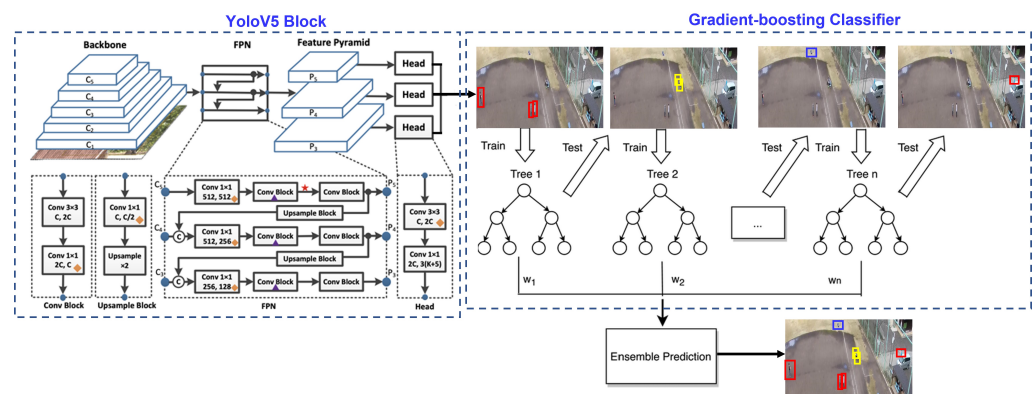 YoloV5 Block
Gradient-boosting Classifier
Backbone
FPN
Feature Pyramid
C5
C4
C3
C2
C1
P5
P4
P3
Head
Head
Head
Conv 3×3
C, 2C
Conv 1×1
2C, C
Conv Block
Conv 1×1
C, C/2
Upsample
×2
Upsample Block
C5
Conv 1×1
512, 512
Conv Block
Conv Block
P5
Upsample Block
C4
C
Conv 1×1
512, 256
Conv Block
Conv Block
P4
Upsample Block
C3
C
Conv 1×1
256, 128
Conv Block
Conv Block
P3
FPN
Conv 3×3
C, 2C
Conv 1×1
2C, 3(K+5)
Head
Train
Test
Test
Train
Test
Tree 1
Tree 2
Tree n
...
w1
w2
wn
Ensemble Prediction